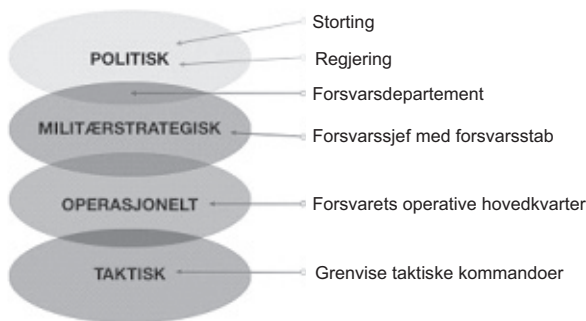 Storting
POLITISK
Regjering
Forsvarsdepartement
MILITÆRSTRATEGISK
Forsvarssjef med forsvarsstab
OPERASJONELT
Forsvarets operative hovedkvarter
TAKTISK
Grenvise taktiske kommandoer